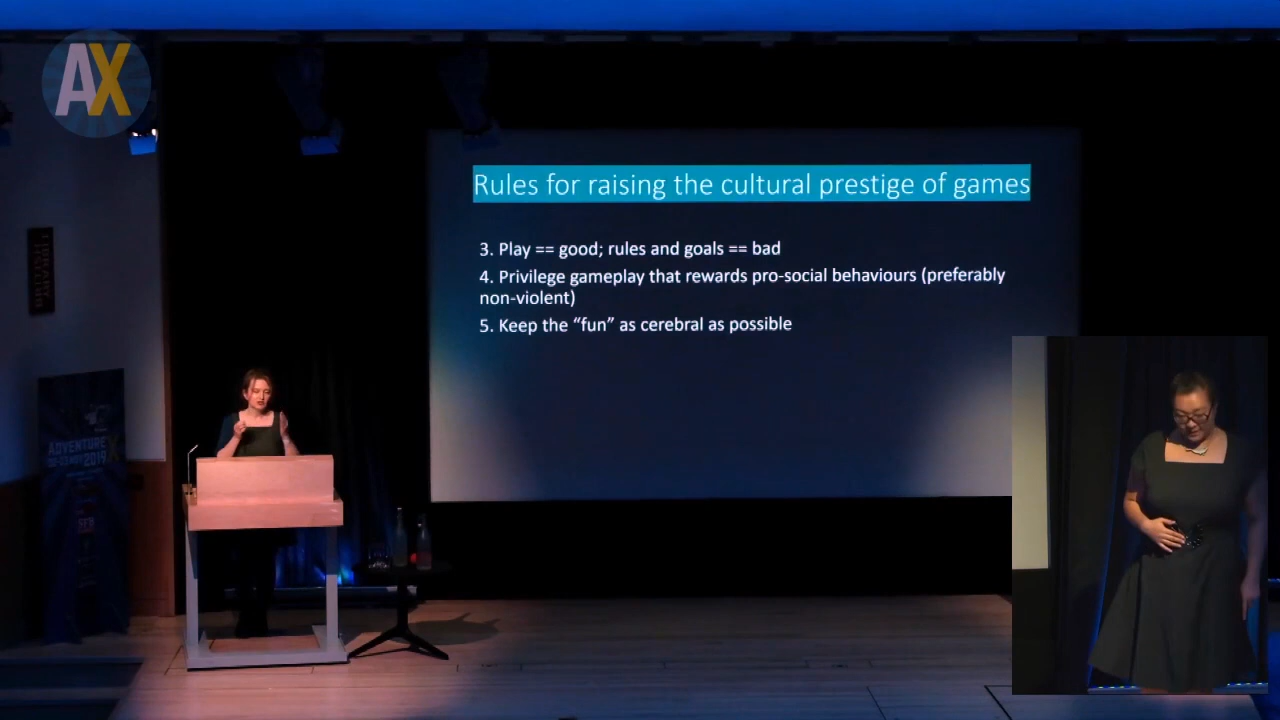 AX
Rules for raising the cultural prestige of games
3. Play == good; rules and goals == bad
4. Privilege gameplay that rewards pro-social behaviours (preferably
non-violent)
5. Keep the “fun” as cerebral as possible
ADVENTURE X
2019